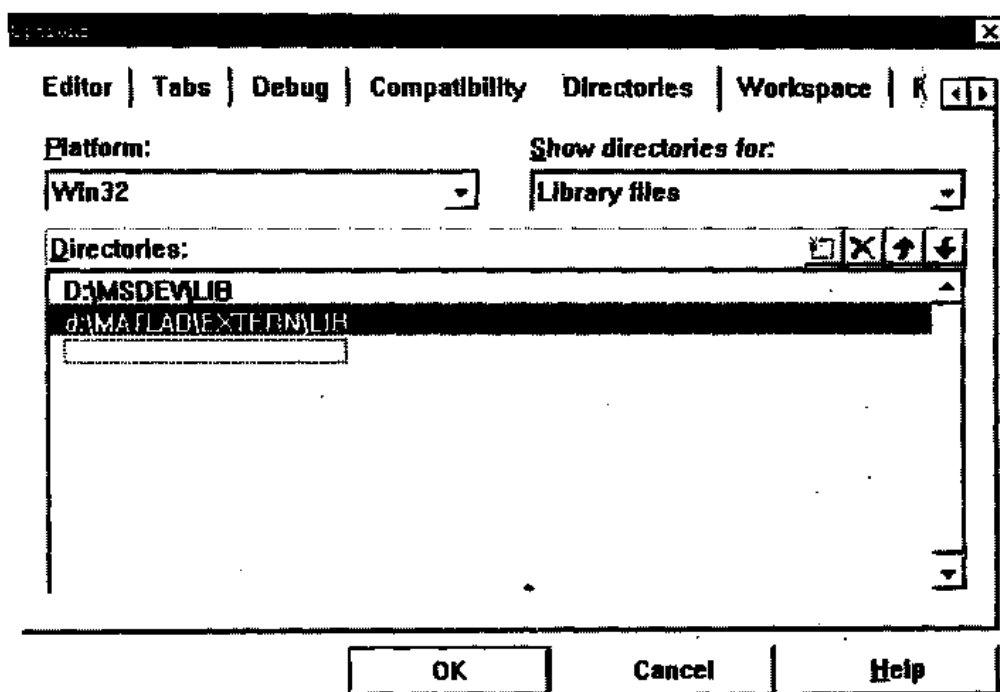 Options
Editor Tabs Debug Compatibility Directories Workspace
Platform: Show directories for:
Win32 Library files
Directories:
D:\MSDEV\LIB
d:\MATLAB\EXTERN\LIB
OK Cancel Help